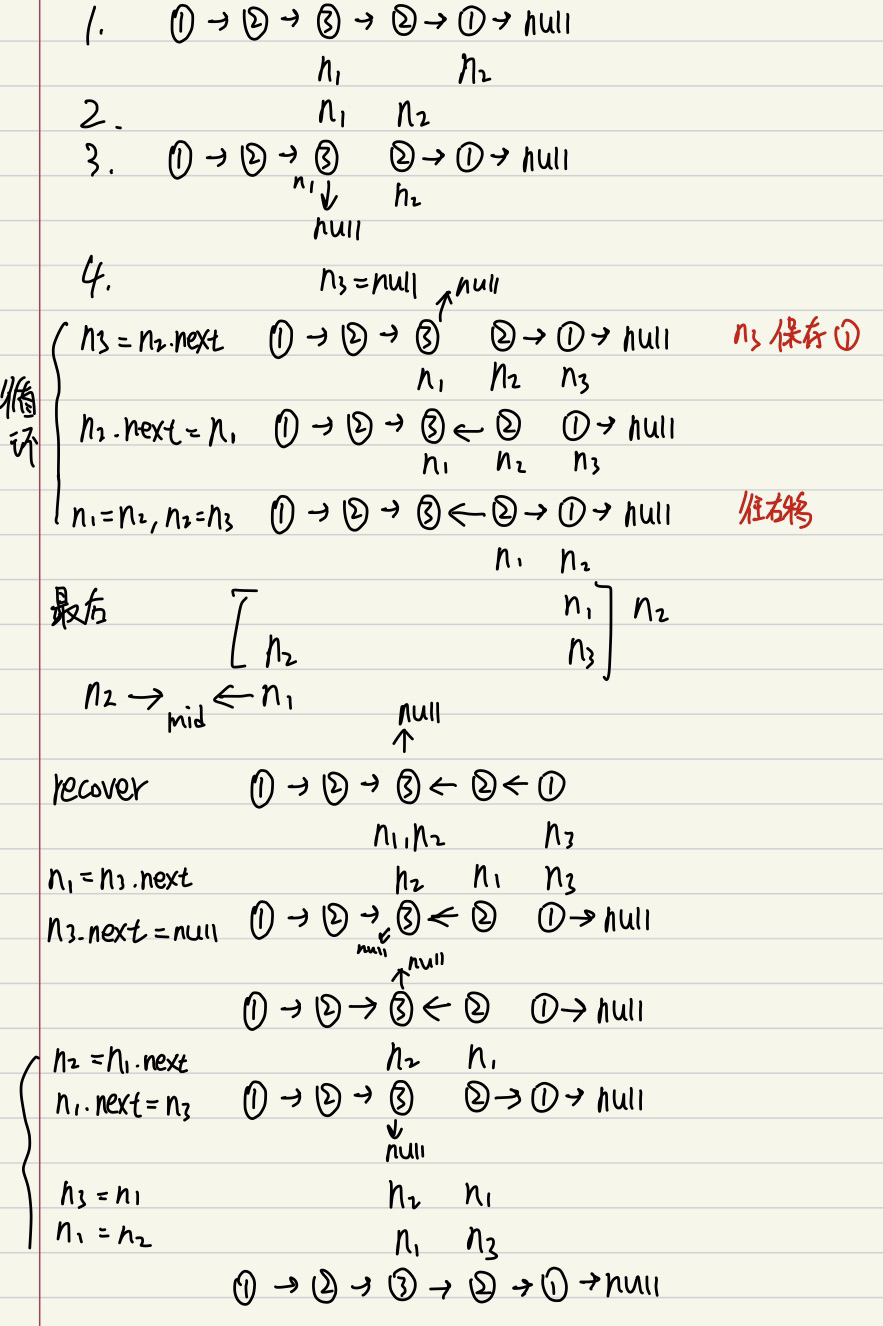 1. ① → ② → ③ → ② → ① → null
n₁ n₂
2. n₁ n₂
3. ① → ② → ③ ② → ① → null
n₁ ↓ n₂
null
4. n₃ = null ↗ null
循环
n₃ = n₂.next ① → ② → ③ ② → ① → null n₃ 保存 ①
n₁ n₂ n₃
n₂.next = n₁ ① → ② → ③ ← ② ① → null
n₁ n₂ n₃
n₁=n₂, n₂=n₃ ① → ② → ③ ← ② → ① → null 往右移
n₁ n₂
最后 [ n₁ ] n₂
n₂ n₃
n₂ → mid ← n₁
null
↑
recover ① → ② → ③ ← ② ← ①
n₁,n₂ n₃
n₁ = n₃.next n₂ n₁ n₃
n₃.next = null ① → ② → ③ ← ② ① → null
null ↙
↑ null
① → ② → ③ ← ② ① → null
n₂ = n₁.next n₂ n₁
n₁.next = n₃ ① → ② → ③ ② → ① → null
↓
null
n₃ = n₁ n₂ n₁
n₁ = n₂ n₁ n₃
① → ② → ③ → ② → ① → null